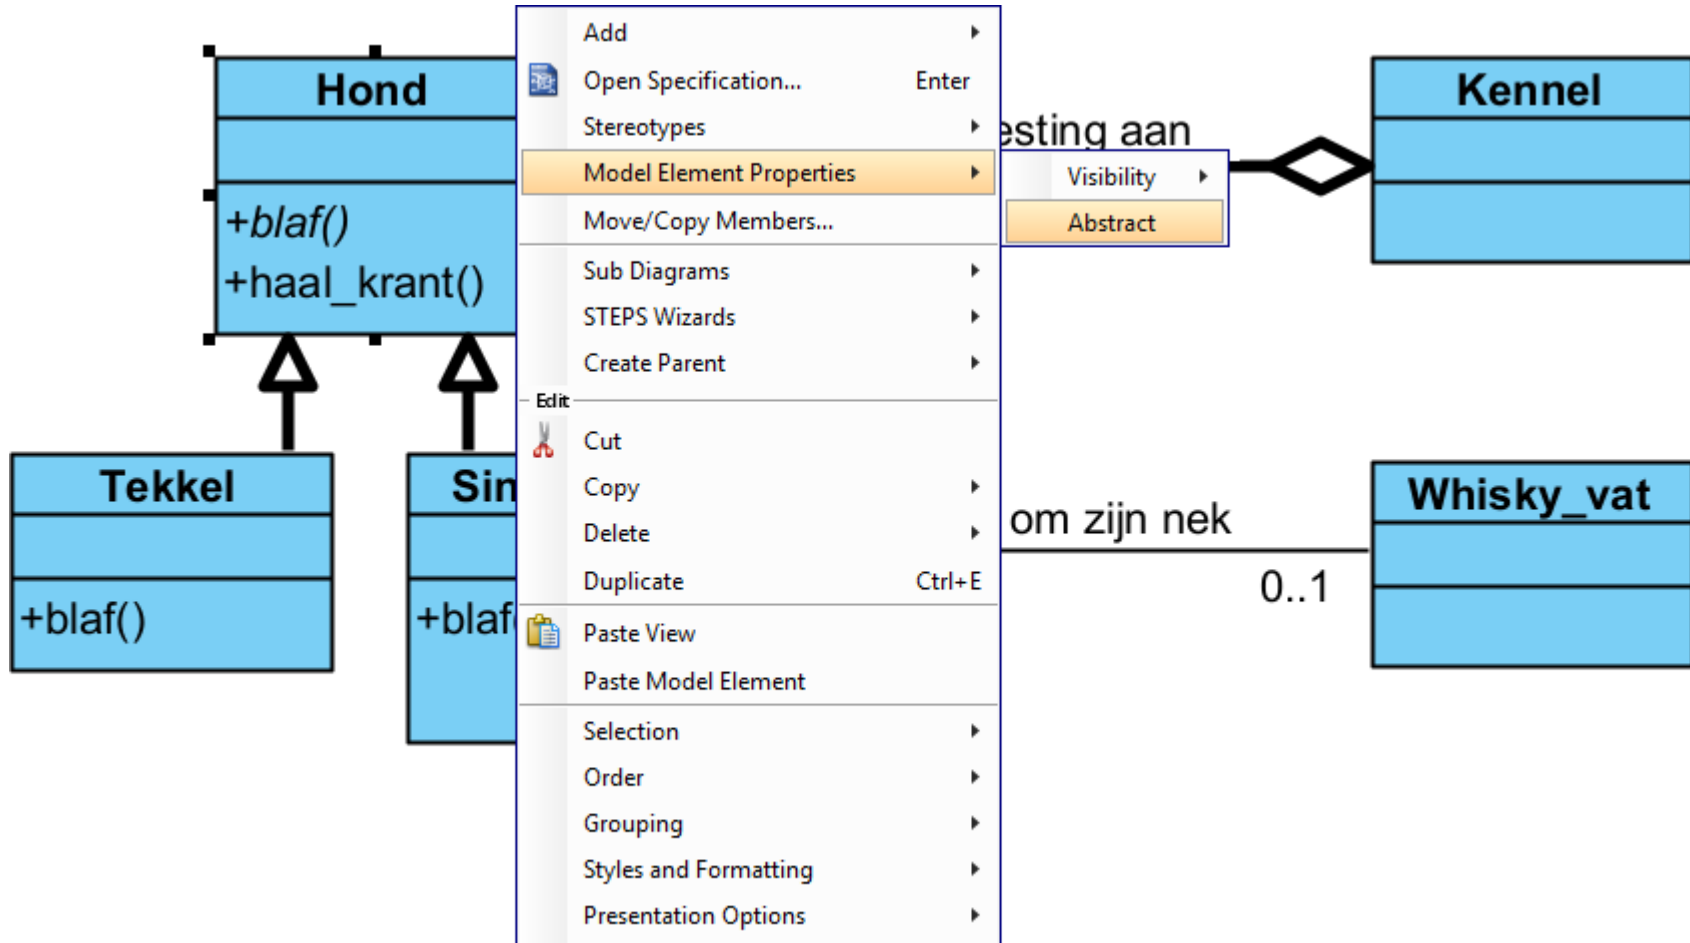 Hond
+blaf()
+haal_krant()
Tekkel
+blaf()
Add
Open Specification... Enter
Stereotypes
Model Element Properties
Move/Copy Members...
Sub Diagrams
STEPS Wizards
Create Parent
Edit
Cut
Copy
Delete
Duplicate Ctrl+E
Paste View
Paste Model Element
Selection
Order
Grouping
Styles and Formatting
Presentation Options
Visibility
Abstract
aan
Kennel
om zijn nek
0..1
Whisky_vat